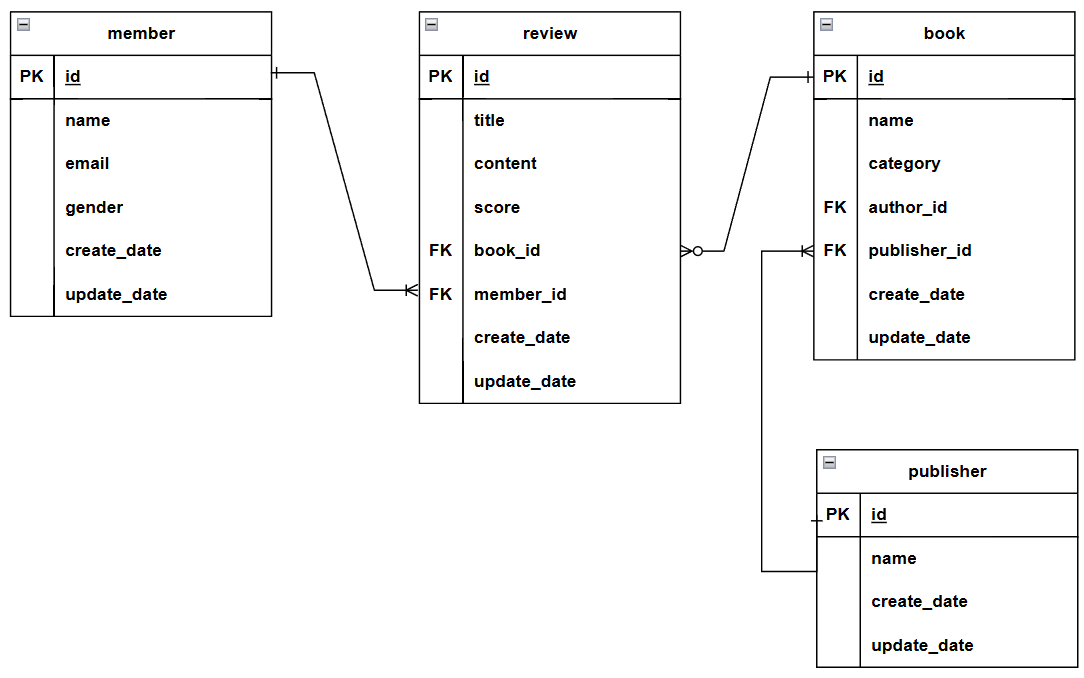 member
PK id
name
email
gender
create_date
update_date
review
PK id
title
content
score
FK book_id
FK member_id
create_date
update_date
book
PK id
name
category
FK author_id
FK publisher_id
create_date
update_date
publisher
PK id
name
create_date
update_date